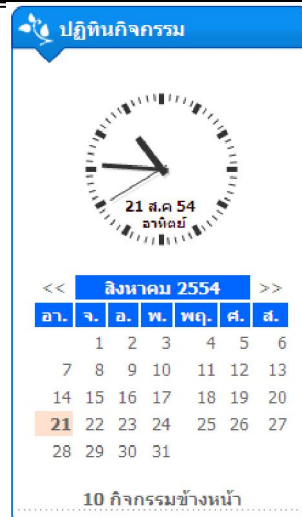 ปฏิทินกิจกรรม
21 ส.ค 54
อาทิตย์
<< สิงหาคม 2554 >>
อา. จ. อ. พ. พฤ. ศ. ส.
1 2 3 4 5 6
7 8 9 10 11 12 13
14 15 16 17 18 19 20
21 22 23 24 25 26 27
28 29 30 31
10 กิจกรรมข้างหน้า